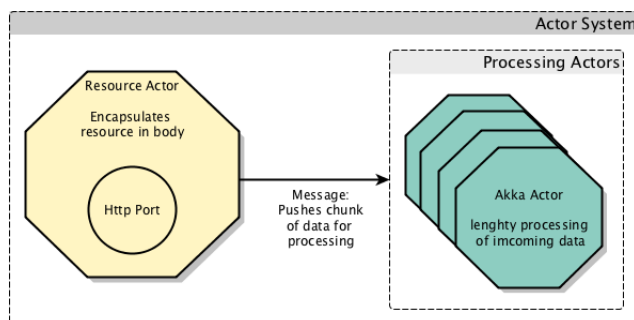 Actor System
Processing Actors
Resource Actor
Encapsulates
resource in body
Http Port
Message:
Pushes chunk
of data for
processing
Akka Actor
lenghty processing
of imcoming data